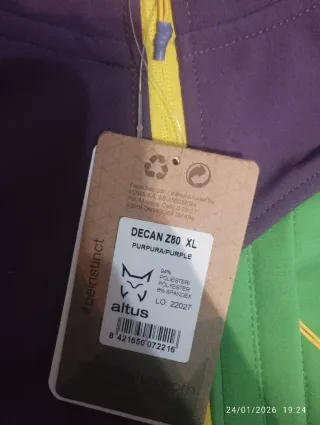 #beinstinct
DECAN Z80 XL
PURPURA/PURPLE
94%
POLIESTER/
POLYESTER
6% SPANDEX
LO: 22027
altus
8 421650 072216
24/01/2026 19:24